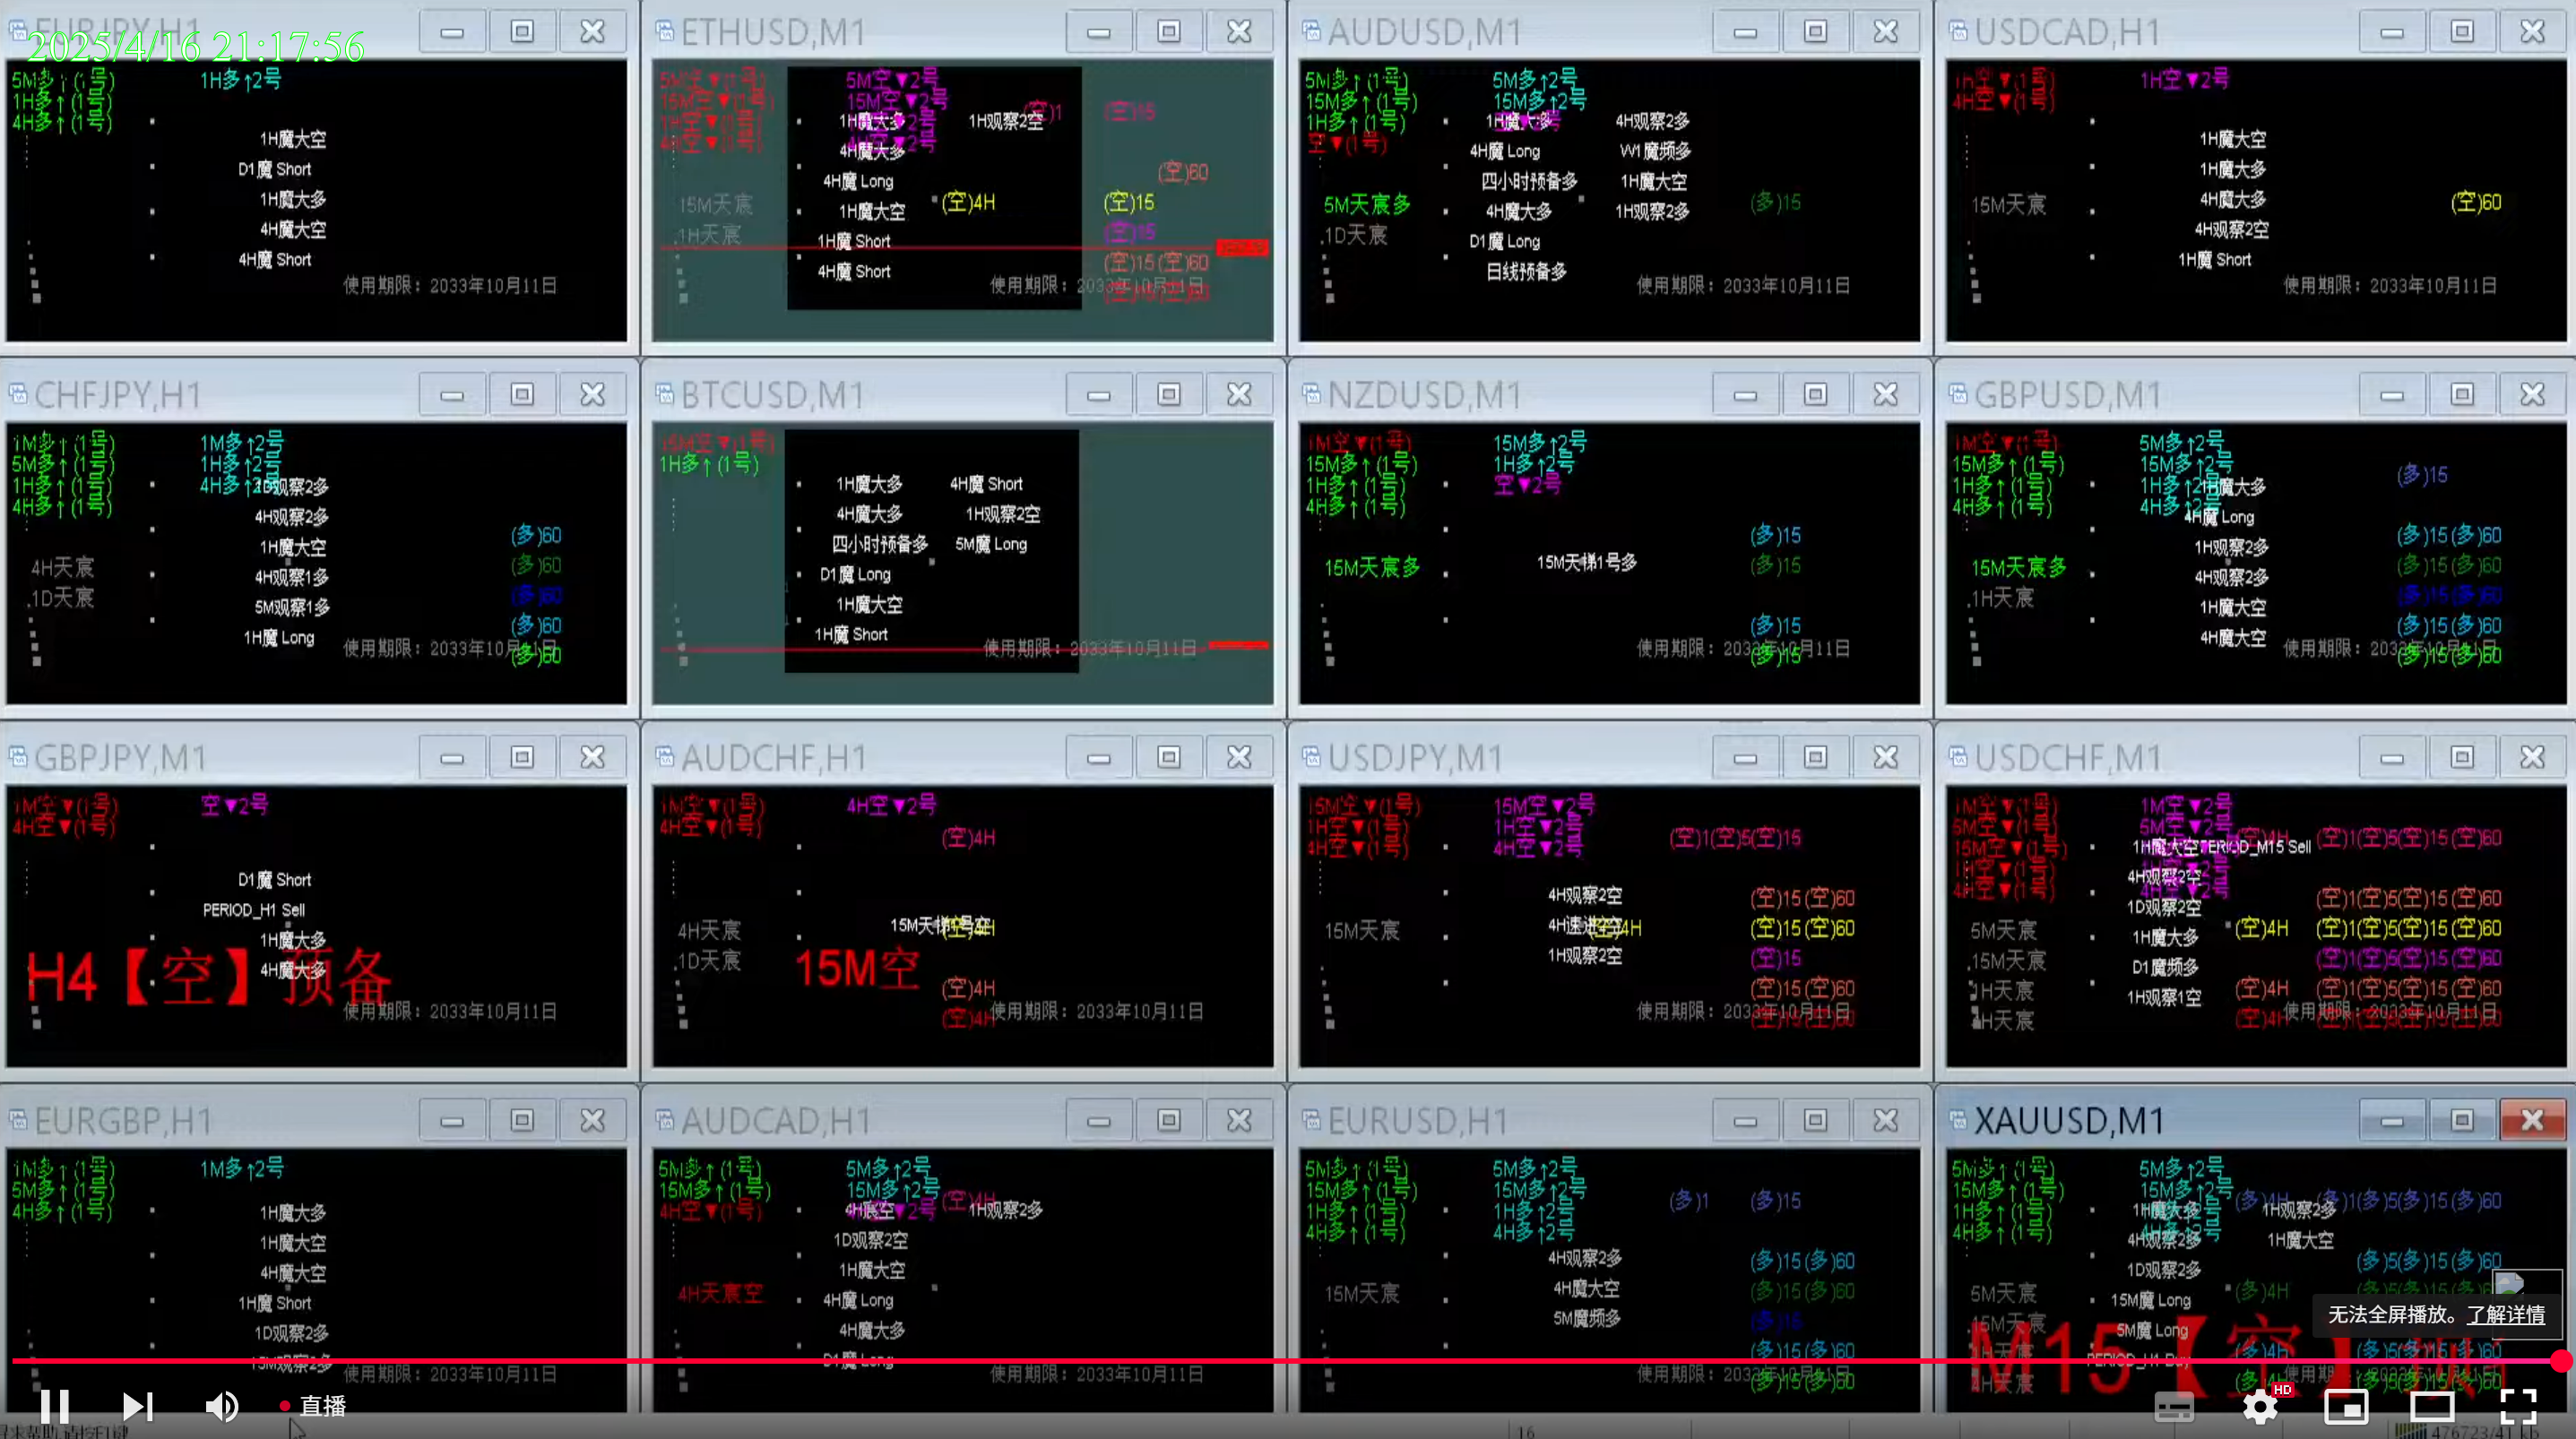 EURJPY,H1
2025/4/16 21:17:56
5M多↑(1号)
1H多↑2号
1H多↑(1号)
4H多↑(1号)
1H魔大空
D1魔 Short
1H魔大多
4H魔大空
4H魔 Short
使用期限：2033年10月11日
ETHUSD,M1
5M空▼(1号)
5M空▼2号
15M空▼(1号)
15M空▼2号
1H空▼(1号)
4H空▼(1号)
1H魔大多
1H观察2空
(空)1
(空)15
4H魔大多
(空)60
4H魔 Long
15M天宸
1H魔大空
(空)4H
(空)15
(空)15
1H天宸
1H魔 Short
(空)15(空)60
4H魔 Short
使用期限：2033年10月11日
AUDUSD,M1
5M多↑(1号)
5M多↑2号
15M多↑(1号)
15M多↑2号
1H多↑(1号)
空▼(1号)
1H魔大多
4H观察2多
4H魔 Long
W1魔频多
四小时预备多
1H魔大空
5M天宸多
4H魔大多
1H观察2多
(多)15
1D天宸
D1魔 Long
日线预备多
使用期限：2033年10月11日
USDCAD,H1
1H空▼(1号)
1H空▼2号
4H空▼(1号)
1H魔大空
1H魔大多
15M天宸
4H魔大多
(空)60
4H观察2空
1H魔 Short
使用期限：2033年10月11日
CHFJPY,H1
1M多↑(1号)
1M多↑2号
5M多↑(1号)
1H多↑2号
1H多↑(1号)
4H多↑2号
4H多↑(1号)
1D观察2多
4H观察2多
1H魔大空
(多)60
4H天宸
4H观察1多
(多)60
1D天宸
5M观察1多
(多)60
1H魔 Long
(多)60
使用期限：2033年10月11日
(多)60
BTCUSD,M1
15M空▼(1号)
1H多↑(1号)
1H魔大多
4H魔 Short
4H魔大多
1H观察2空
四小时预备多
5M魔 Long
D1魔 Long
1H魔大空
1H魔 Short
使用期限：2033年10月11日
NZDUSD,M1
1M空▼(1号)
15M多↑2号
15M多↑(1号)
1H多↑2号
1H多↑(1号)
空▼2号
4H多↑(1号)
(多)15
15M天宸多
15M天梯1号多
(多)15
(多)15
使用期限：2033年10月11日
(多)15
GBPUSD,M1
1M空▼(1号)
5M多↑2号
15M多↑(1号)
15M多↑2号
1H多↑(1号)
1H多↑2号
4H多↑(1号)
4H多↑2号
(多)15
1H魔大多
4H魔 Long
1H观察2多
(多)15(多)60
15M天宸多
4H观察2多
(多)15(多)60
1H天宸
1H魔大空
(多)15(多)60
4H魔大空
(多)15(多)60
使用期限：2033年10月11日
(多)15(多)60
GBPJPY,M1
1M空▼(1号)
空▼2号
4H空▼(1号)
D1魔 Short
PERIOD_H1 Sell
1H魔大多
4H魔大多
H4【空】预备
使用期限：2033年10月11日
AUDCHF,H1
1M空▼(1号)
4H空▼2号
4H空▼(1号)
(空)4H
4H天宸
(空)4H
1D天宸
15M空
(空)4H
(空)4H
使用期限：2033年10月11日
USDJPY,M1
15M空▼(1号)
15M空▼2号
1H空▼(1号)
1H空▼2号
4H空▼(1号)
4H空▼2号
(空)1(空)5(空)15
4H观察2空
(空)15(空)60
15M天宸
(空)15(空)60
1H观察2空
(空)15
(空)15(空)60
使用期限：2033年10月11日
(空)15(空)60
USDCHF,M1
1M空▼(1号)
1M空▼2号
5M空▼(1号)
5M空▼2号
15M空▼(1号)
4H空▼(1号)
(空)4H
(空)1(空)5(空)15(空)60
1H魔大空
PERIOD_M15 Sell
4H观察2空
1D观察2空
(空)1(空)5(空)15(空)60
5M天宸
1H魔大多
(空)4H
(空)1(空)5(空)15(空)60
15M天宸
D1魔频多
(空)1(空)5(空)15(空)60
1H天宸
1H观察1空
(空)4H
(空)1(空)5(空)15(空)60
4H天宸
(空)4H
使用期限：2033年10月11日
EURGBP,H1
1M多↑(1号)
1M多↑2号
5M多↑(1号)
4H多↑(1号)
1H魔大多
1H魔大空
4H魔大空
1H魔 Short
1D观察2多
15M观察2多
使用期限：2033年10月11日
AUDCAD,H1
5M多↑(1号)
5M多↑2号
15M多↑(1号)
15M多↑2号
4H空▼(1号)
(空)4H
1H观察2多
1D观察2空
1H魔大空
4H天宸空
4H魔 Long
4H魔大多
D1魔 Long
使用期限：2033年10月11日
EURUSD,H1
5M多↑(1号)
5M多↑2号
15M多↑(1号)
15M多↑2号
1H多↑(1号)
1H多↑2号
4H多↑(1号)
4H多↑2号
(多)1
(多)15
4H观察2多
(多)15(多)60
15M天宸
4H魔大空
(多)15(多)60
5M魔频多
(多)15
(多)15(多)60
使用期限：2033年10月11日
(多)15(多)60
XAUUSD,M1
5M多↑(1号)
5M多↑2号
15M多↑(1号)
15M多↑2号
1H多↑(1号)
4H多↑(1号)
(多)4H
(多)1(多)5(多)15(多)60
1H魔大多
1H观察2多
4H观察2多
1H魔大空
1D观察2多
(多)5(多)15(多)60
5M天宸
15M魔 Long
(多)4H
15M天宸
5M魔 Long
无法全屏播放。了解详情
1H天宸
PERIOD_H1 Buy
(多)4H
(多)5(多)15(多)60
4H天宸
M15【空】
直播
HD
16
476723/41 kb